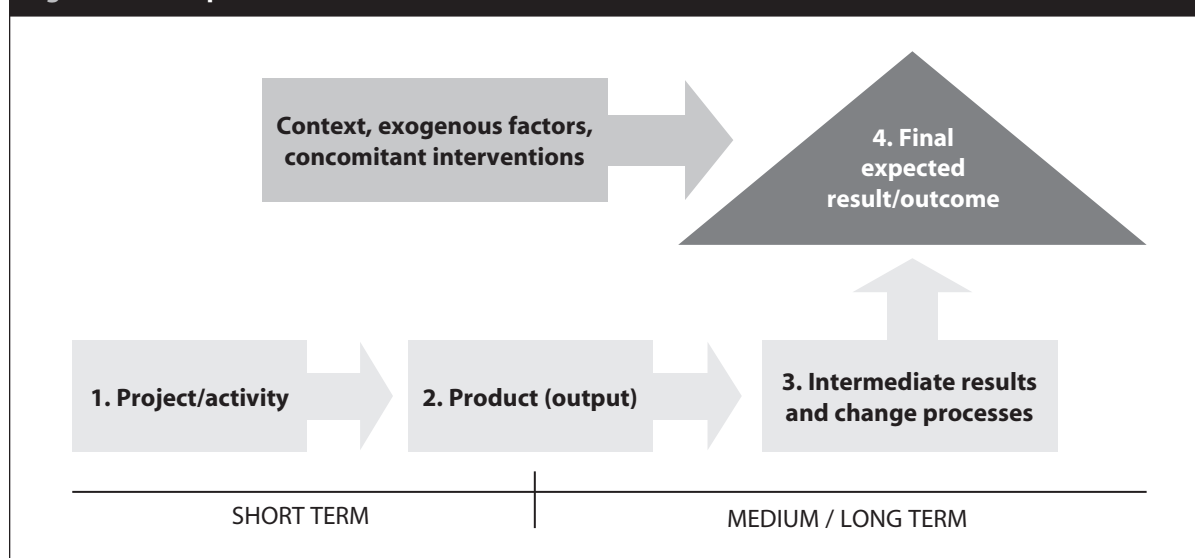 Context, exogenous factors,
concomitant interventions
4. Final
expected
result/outcome
1. Project/activity
2. Product (output)
3. Intermediate results
and change processes
SHORT TERM
MEDIUM / LONG TERM